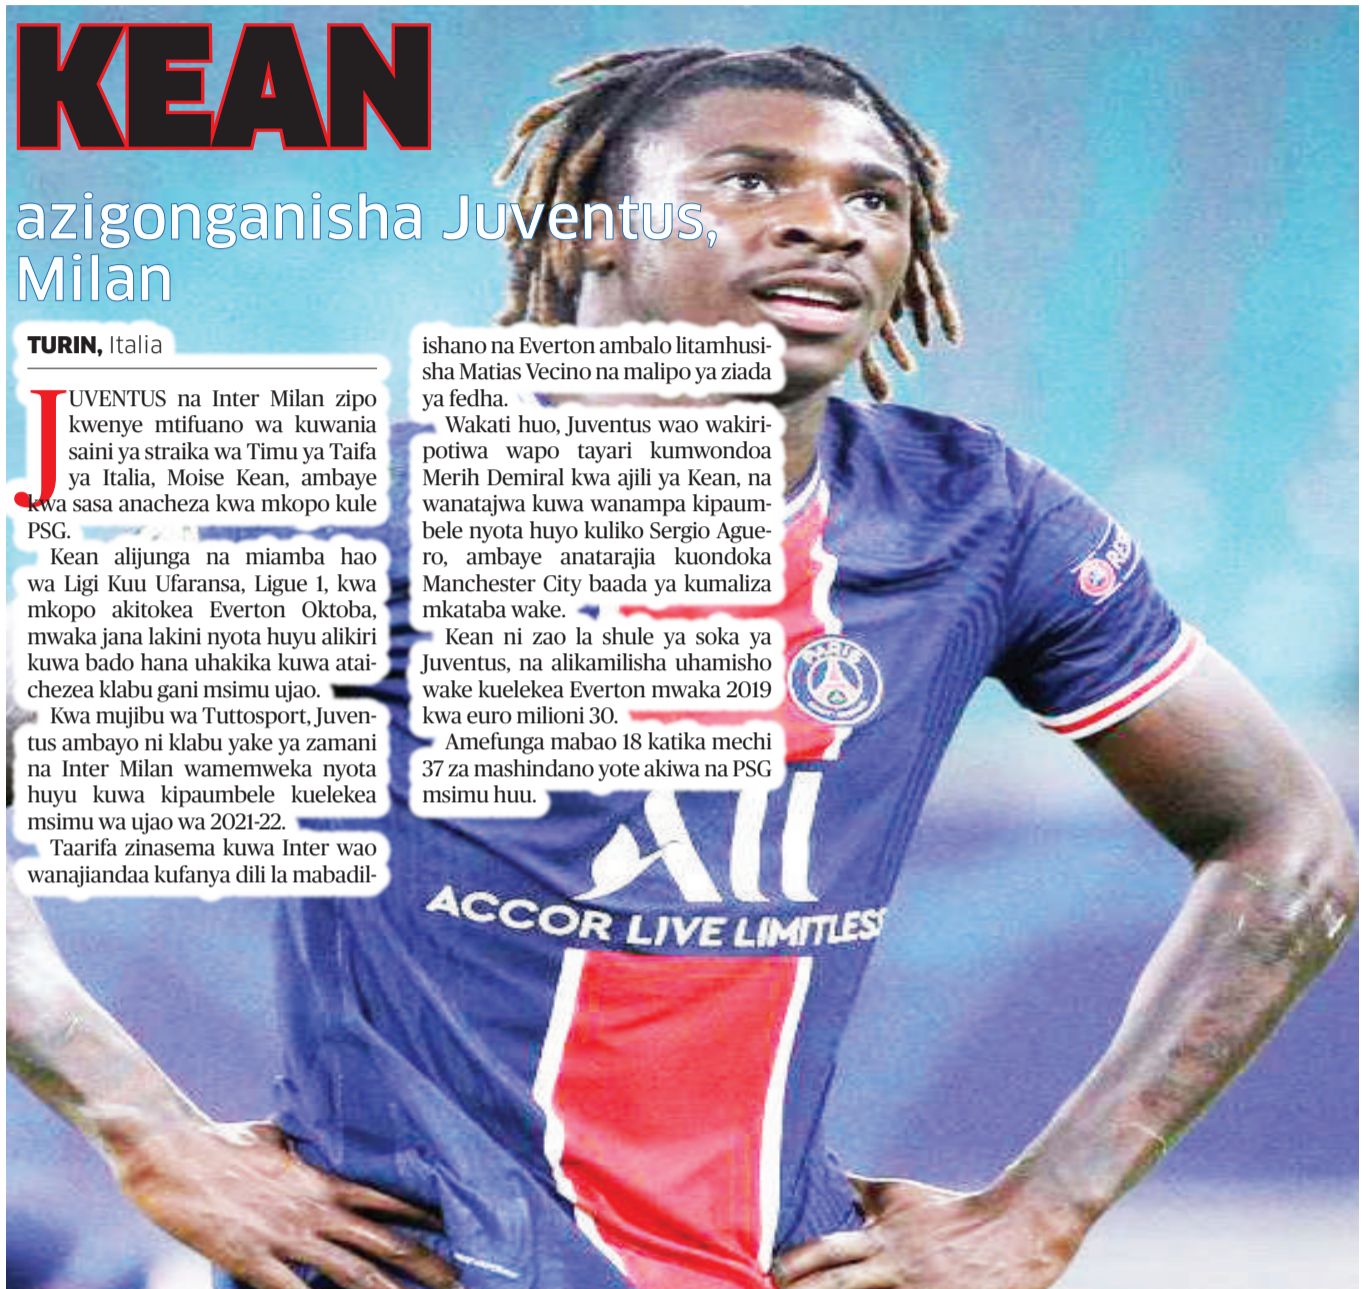 KEAN
azigonganisha Juventus,
Milan
TURIN, Italia
JUVENTUS na Inter Milan zipo
kwenye mtifuano wa kuwania
saini ya straika wa Timu ya Taifa
ya Italia, Moise Kean, ambaye
kwa sasa anacheza kwa mkopo kule
PSG.
Kean alijunga na miamba hao
wa Ligi Kuu Ufaransa, Ligue 1, kwa
mkopo akitokea Everton Oktoba,
mwaka jana lakini nyota huyu alikiri
kuwa bado hana uhakika kuwa atai-
chezea klabu gani msimu ujao.
Kwa mujibu wa Tuttosport, Juven-
tus ambayo ni klabu yake ya zamani
na Inter Milan wamemweka nyota
huyu kuwa kipaumbele kuelekea
msimu wa ujao wa 2021-22.
Taarifa zinasema kuwa Inter wao
wanajiandaa kufanya dili la mabadil-
ishano na Everton ambalo litamhusi-
sha Matias Vecino na malipo ya ziada
ya fedha.
Wakati huo, Juventus wao wakiri-
potiwa wapo tayari kumwondoa
Merih Demiral kwa ajili ya Kean, na
wanatajwa kuwa wanampa kipaum-
bele nyota huyo kuliko Sergio Ague-
ro, ambaye anatarajia kuondoka
Manchester City baada ya kumaliza
mkataba wake.
Kean ni zao la shule ya soka ya
Juventus, na alikamilisha uhamisho
wake kuelekea Everton mwaka 2019
kwa euro milioni 30.
Amefunga mabao 18 katika mechi
37 za mashindano yote akiwa na PSG
msimu huu.
PARIS
All
ACCOR LIVE LIMITLESS